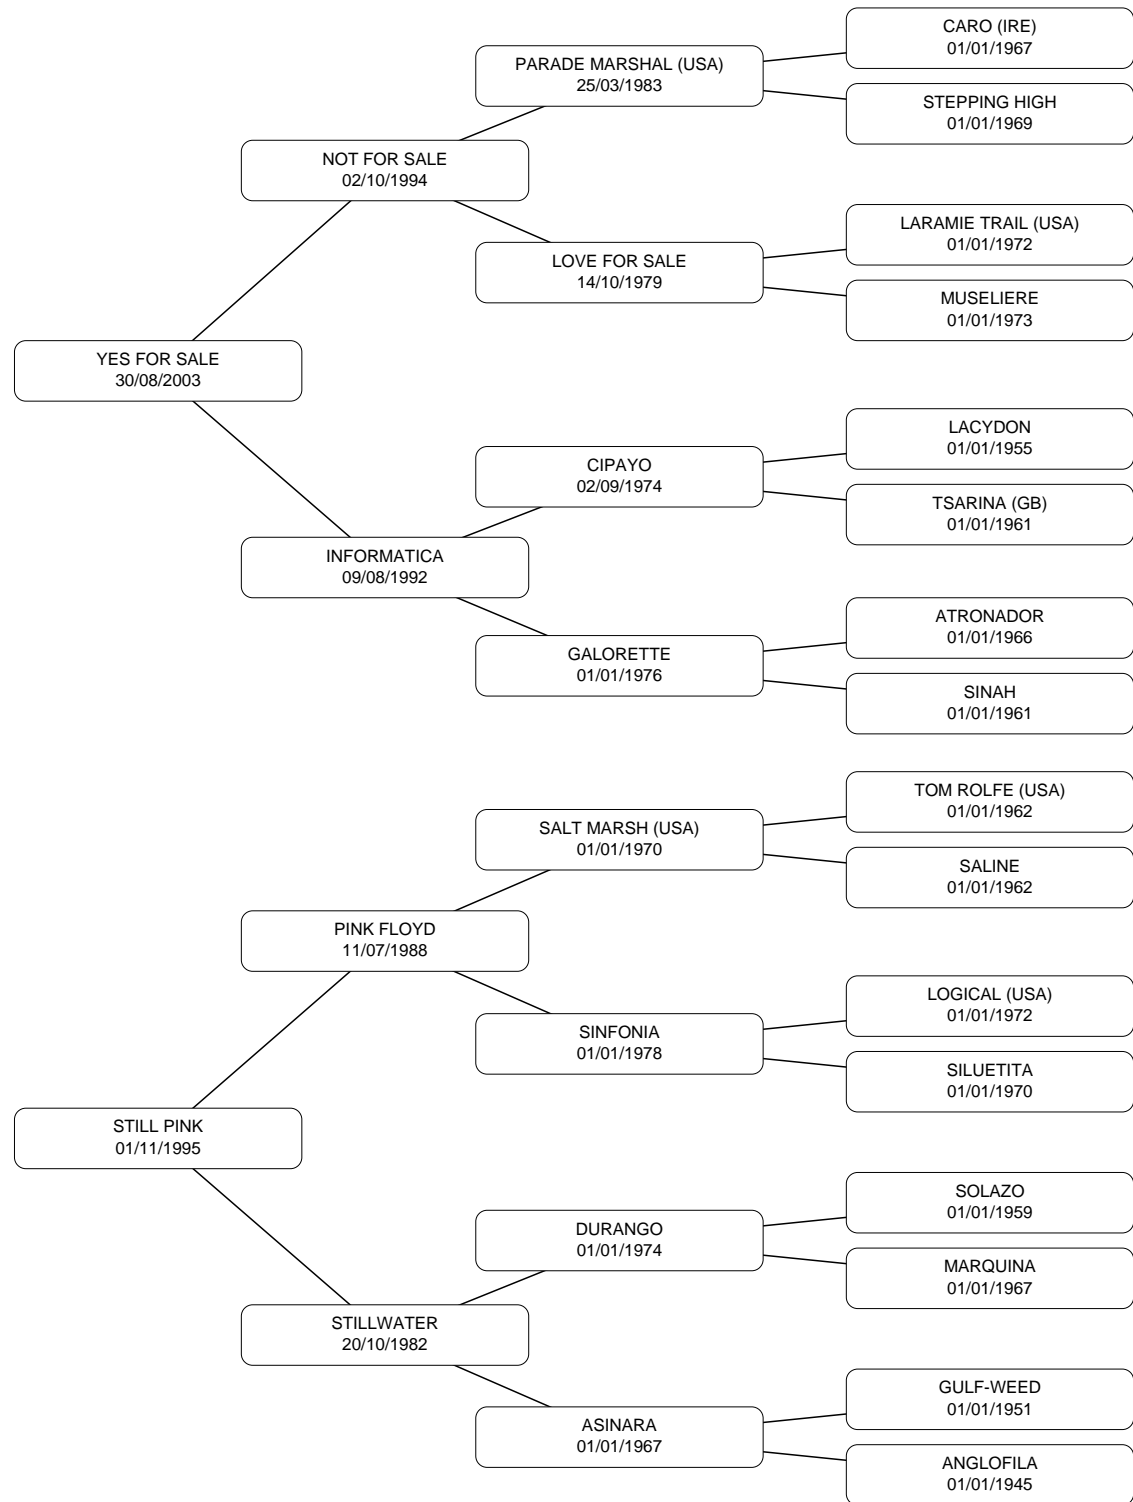 CARO (IRE)
01/01/1967
PARADE MARSHAL (USA)
25/03/1983
STEPPING HIGH
01/01/1969
NOT FOR SALE
02/10/1994
LARAMIE TRAIL (USA)
01/01/1972
LOVE FOR SALE
14/10/1979
MUSELIERE
01/01/1973
YES FOR SALE
30/08/2003
LACYDON
01/01/1955
CIPAYO
02/09/1974
TSARINA (GB)
01/01/1961
INFORMATICA
09/08/1992
ATRONADOR
01/01/1966
GALORETTE
01/01/1976
SINAH
01/01/1961
TOM ROLFE (USA)
01/01/1962
SALT MARSH (USA)
01/01/1970
SALINE
01/01/1962
PINK FLOYD
11/07/1988
LOGICAL (USA)
01/01/1972
SINFONIA
01/01/1978
SILUETITA
01/01/1970
STILL PINK
01/11/1995
SOLAZO
01/01/1959
DURANGO
01/01/1974
MARQUINA
01/01/1967
STILLWATER
20/10/1982
GULF-WEED
01/01/1951
ASINARA
01/01/1967
ANGLOFILA
01/01/1945